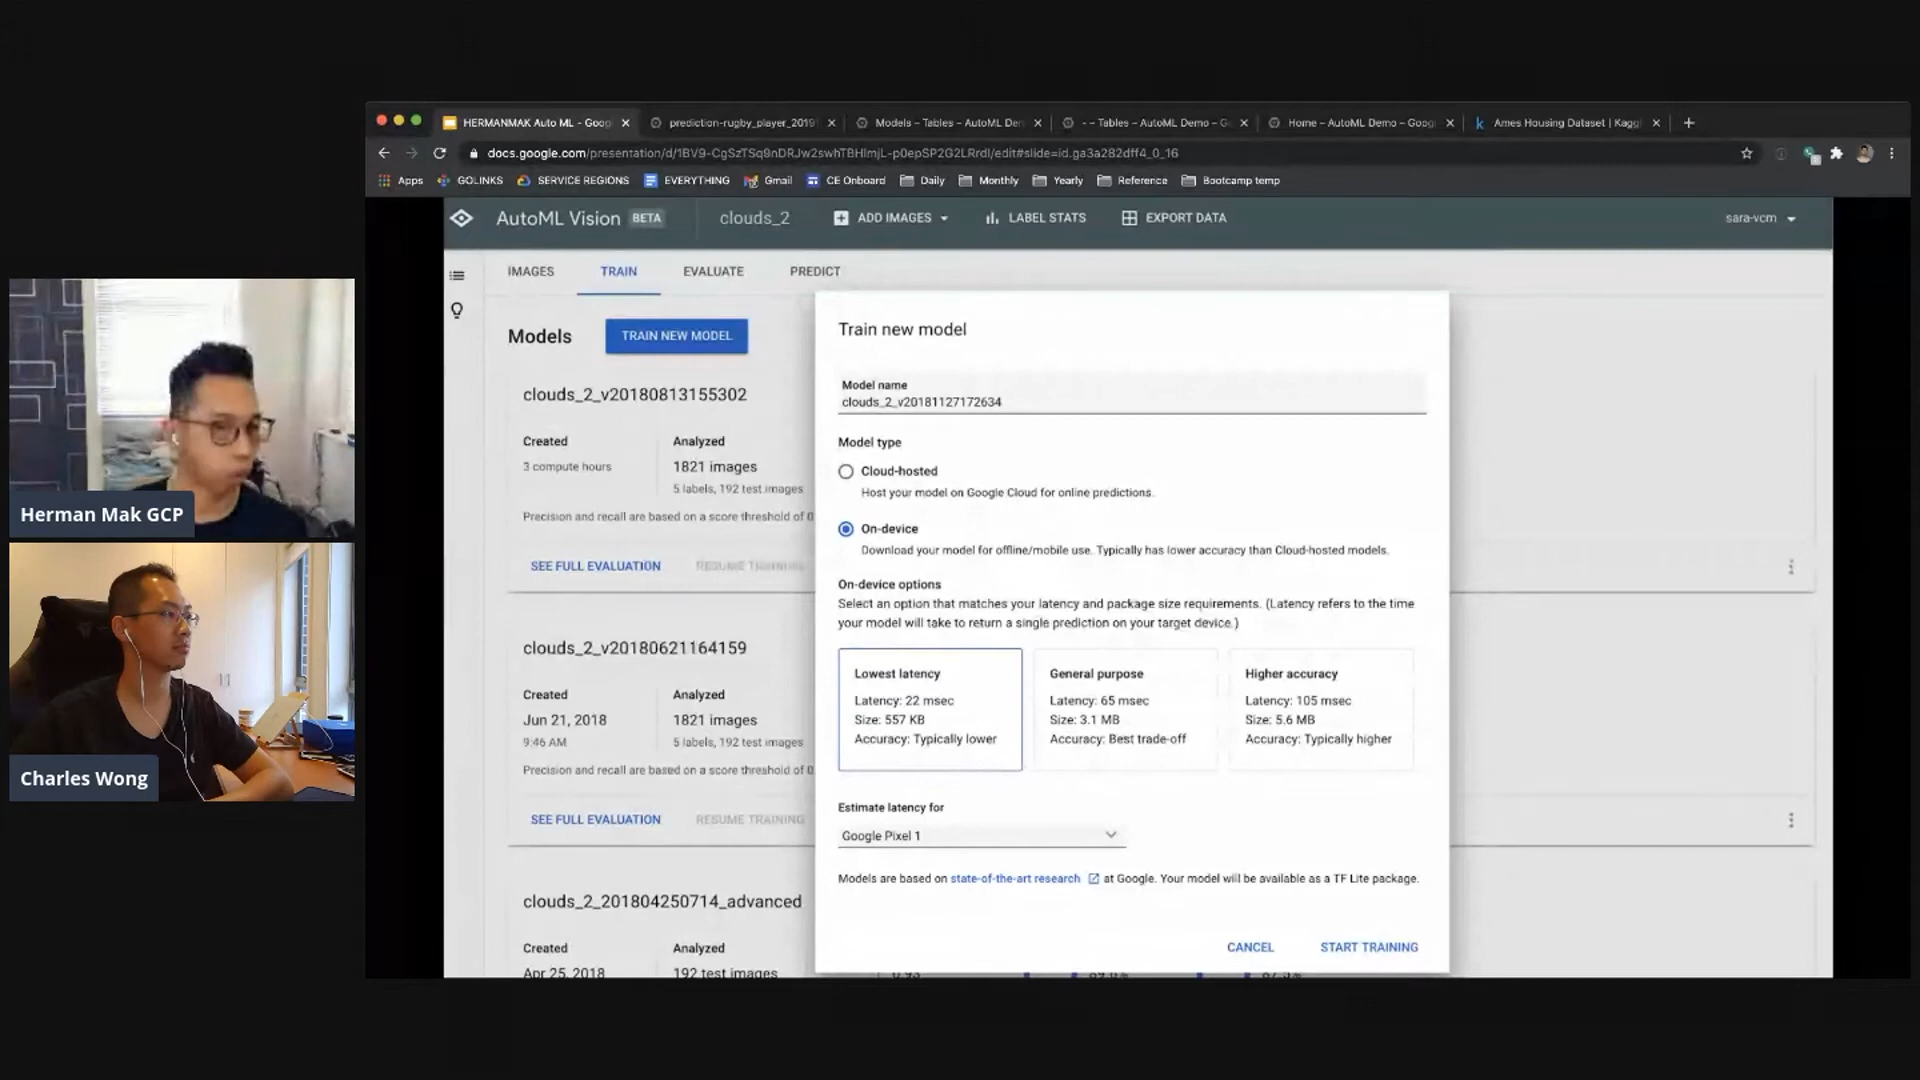 HERMANMAK Auto ML - Goog
prediction-rugby_player_2019
Models – Tables – AutoML Den
- - Tables – AutoML Demo – G
Home – AutoML Demo – Googl
Ames Housing Dataset | Kaggl
docs.google.com/presentation/d/1BV9-CgSzTSq9nDRJw2swhTBHlmjL-p0epSP2G2LRrdI/edit#slide=id.ga3a282dff4_0_16
Apps
GOLINKS
SERVICE REGIONS
EVERYTHING
Gmail
CE Onboard
Daily
Monthly
Yearly
Reference
Bootcamp temp
AutoML Vision BETA
clouds_2
ADD IMAGES
LABEL STATS
EXPORT DATA
sara-vcm
IMAGES
TRAIN
EVALUATE
PREDICT
Models
TRAIN NEW MODEL
clouds_2_v20180813155302
Created
3 compute hours
Analyzed
1821 images
5 labels, 192 test images
Precision and recall are based on a score threshold of 0
SEE FULL EVALUATION
RESUME TRAINING
clouds_2_v20180621164159
Created
Jun 21, 2018
9:46 AM
Analyzed
1821 images
5 labels, 192 test images
Precision and recall are based on a score threshold of 0
SEE FULL EVALUATION
RESUME TRAINING
clouds_2_201804250714_advanced
Created
Apr 25, 2018
Analyzed
192 test images
Train new model
Model name
clouds_2_v20181127172634
Model type
Cloud-hosted
Host your model on Google Cloud for online predictions.
On-device
Download your model for offline/mobile use. Typically has lower accuracy than Cloud-hosted models.
On-device options
Select an option that matches your latency and package size requirements. (Latency refers to the time
your model will take to return a single prediction on your target device.)
Lowest latency
Latency: 22 msec
Size: 557 KB
Accuracy: Typically lower
General purpose
Latency: 65 msec
Size: 3.1 MB
Accuracy: Best trade-off
Higher accuracy
Latency: 105 msec
Size: 5.6 MB
Accuracy: Typically higher
Estimate latency for
Google Pixel 1
Models are based on state-of-the-art research at Google. Your model will be available as a TF Lite package.
CANCEL
START TRAINING
Herman Mak GCP
Charles Wong